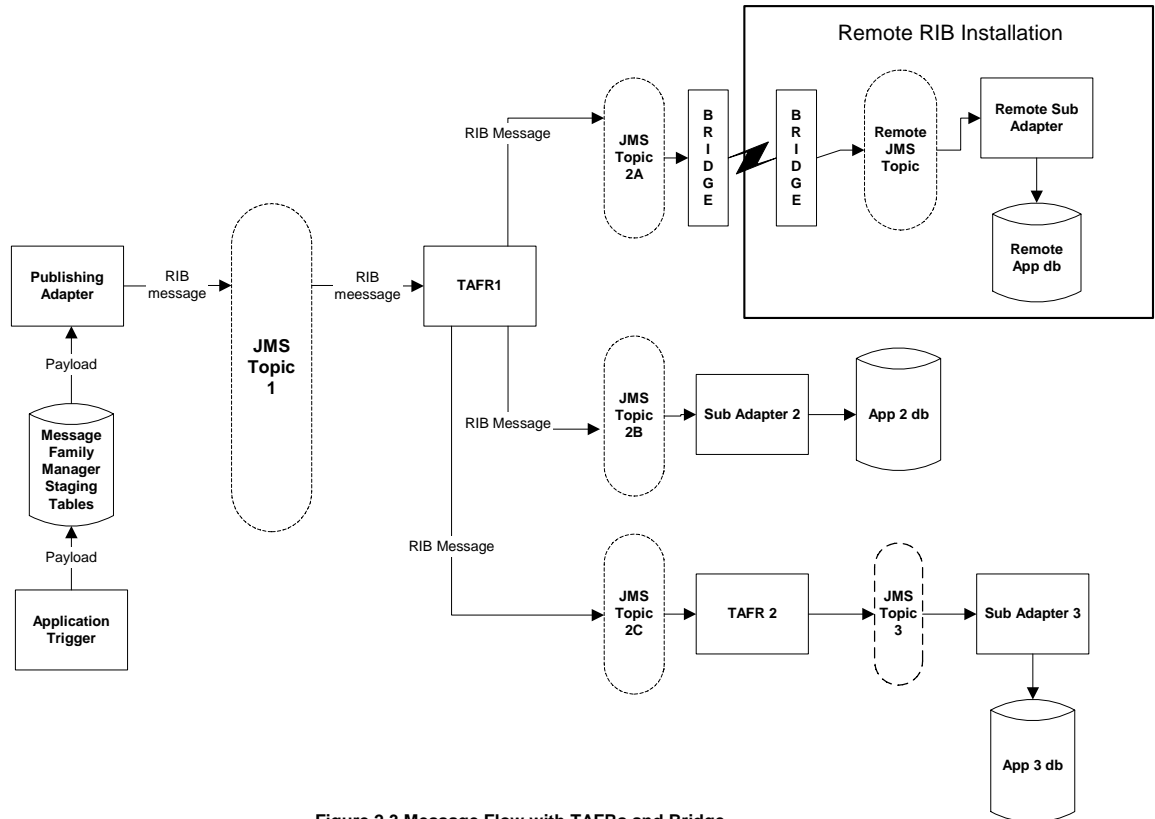 Remote RIB Installation
RIB Message
JMS
Topic
2A
B
R
I
D
G
E
B
R
I
D
G
E
Remote
JMS
Topic
Remote Sub
Adapter
Remote
App db
Publishing
Adapter
RIB
message
JMS
Topic
1
RIB
meessage
TAFR1
Payload
Message
Family
Manager
Staging
Tables
Payload
Application
Trigger
RIB Message
JMS
Topic
2B
Sub Adapter 2
App 2 db
RIB Message
JMS
Topic
2C
TAFR 2
JMS
Topic
3
Sub Adapter 3
App 3 db
Figure 2.3 Message Flow with TAFRs and Bridge